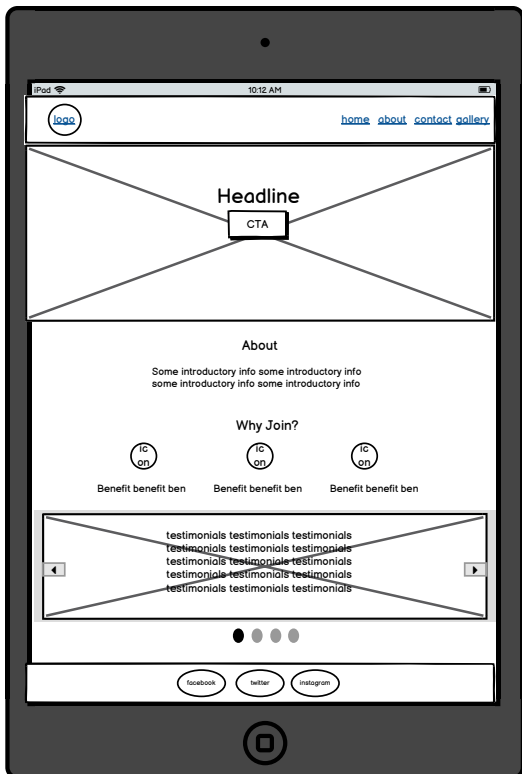 iPad 10:12 AM
logo home about contact gallery
Headline
CTA
About
Some introductory info some introductory info
some introductory info some introductory info
Why Join?
ic ic ic
on on on
Benefit benefit ben Benefit benefit ben Benefit benefit ben
testimonials testimonials testimonials
testimonials testimonials testimonials
testimonials testimonials testimonials
testimonials testimonials testimonials
testimonials testimonials testimonials
facebook twitter instagram